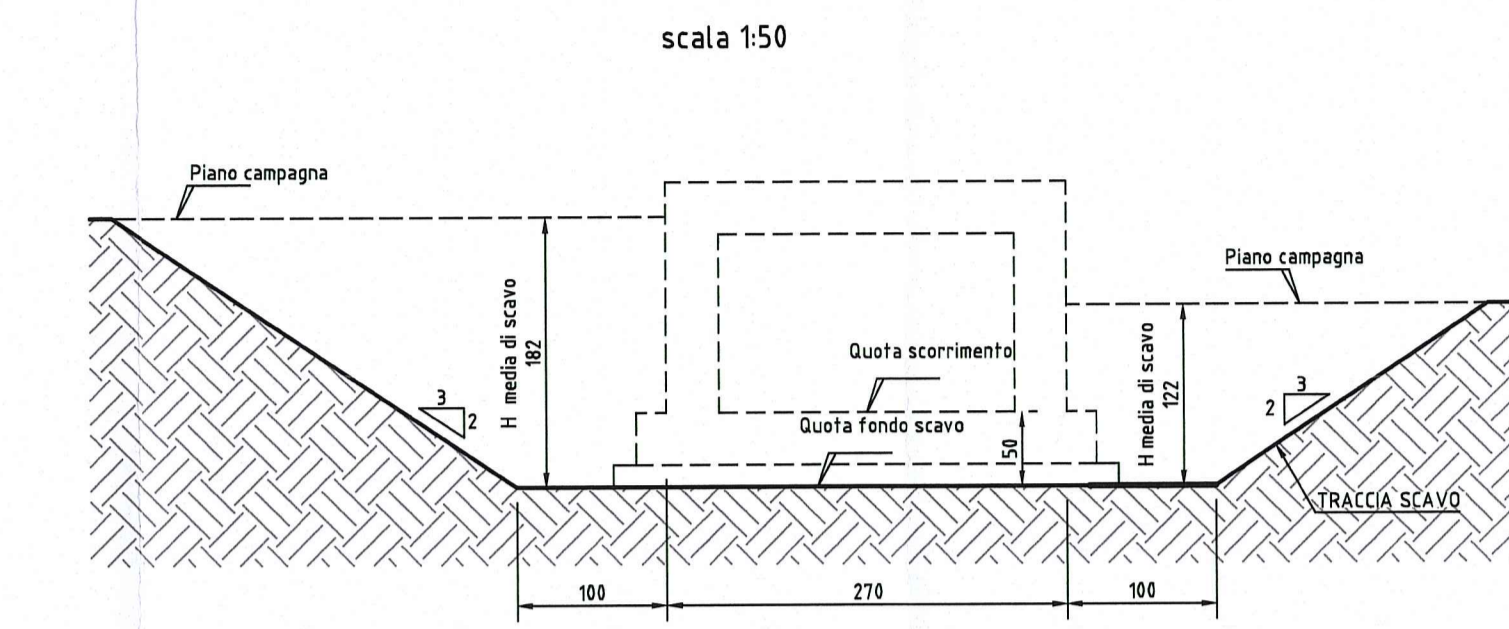 scala 1:50
Piano campagna
Piano campagna
H media di scavo
182
Quota scorrimento
H media di scavo
122
3
2
3
2
Quota fondo scavo
50
TRACCIA SCAVO
100
270
100